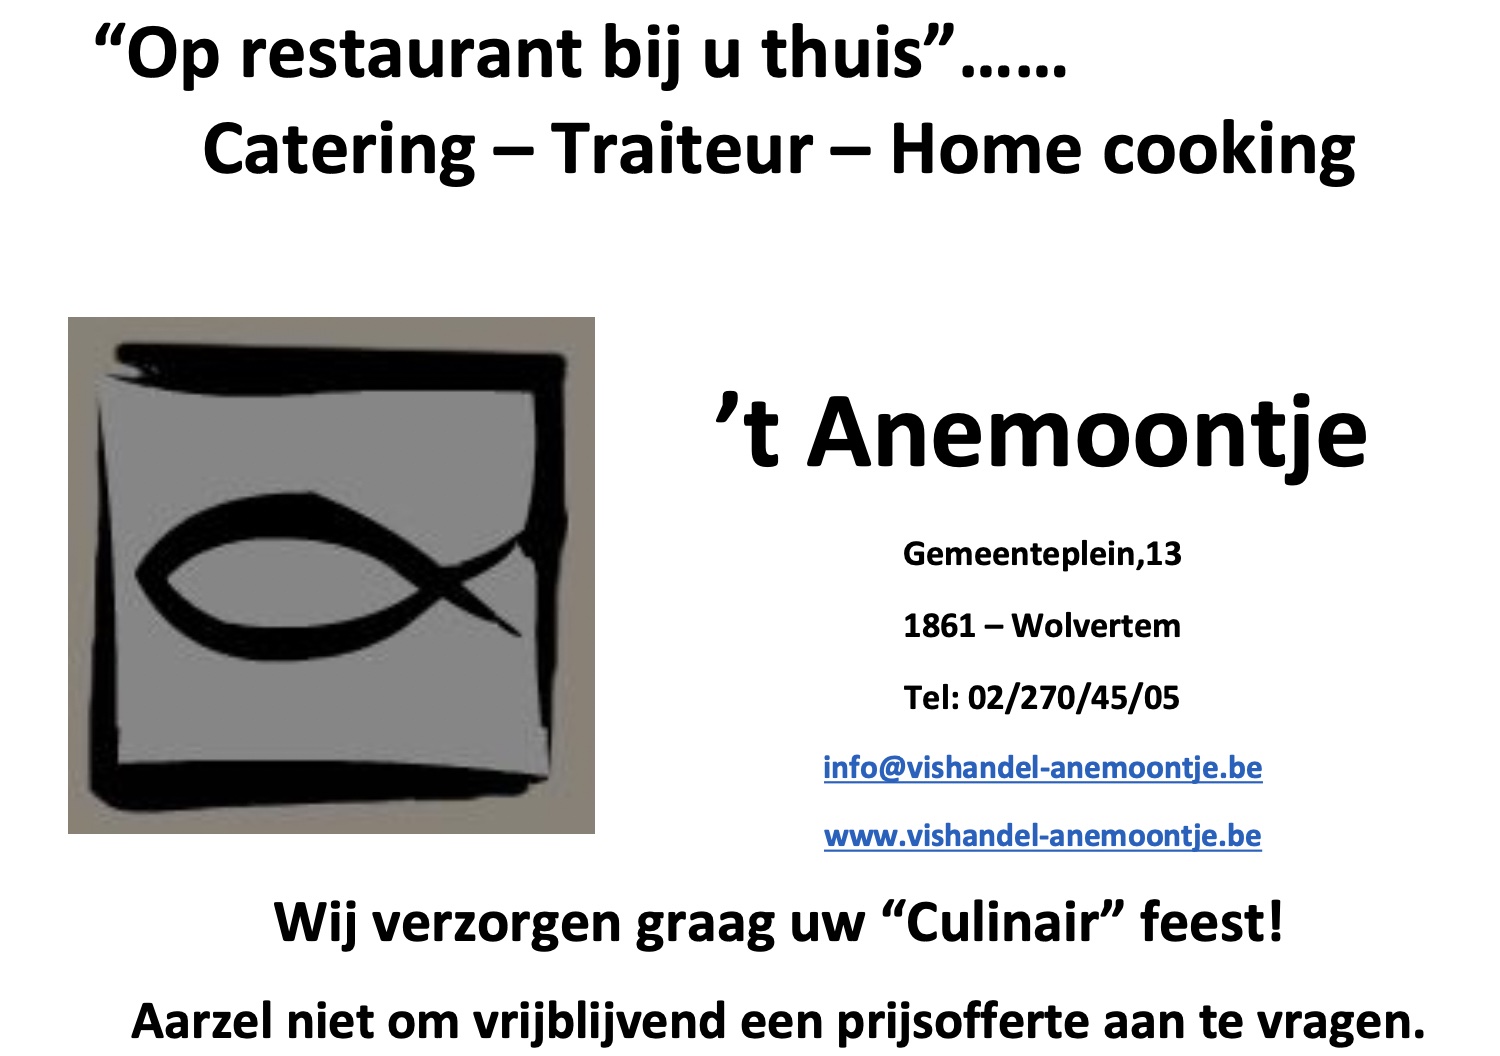 “Op restaurant bij u thuis”……
Catering – Traiteur – Home cooking
’t Anemoontje
Gemeenteplein,13
1861 – Wolvertem
Tel: 02/270/45/05
info@vishandel-anemoontje.be
www.vishandel-anemoontje.be
Wij verzorgen graag uw “Culinair” feest!
Aarzel niet om vrijblijvend een prijsofferte aan te vragen.